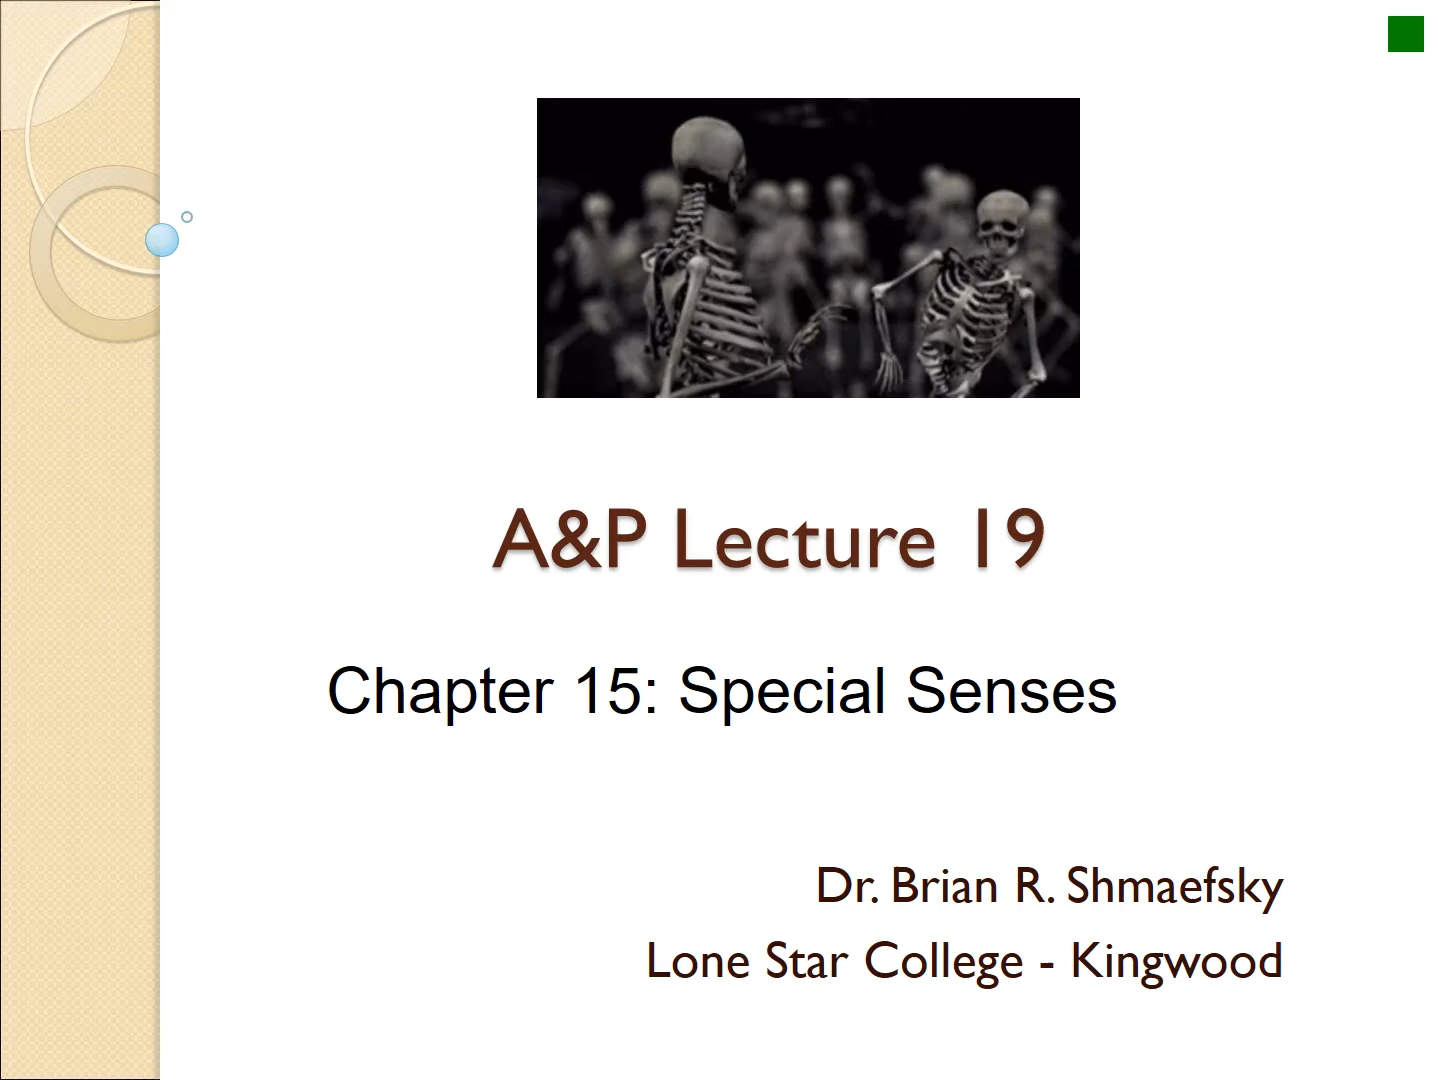 A&P Lecture 19
Chapter 15: Special Senses
Dr. Brian R. Shmaefsky
Lone Star College - Kingwood